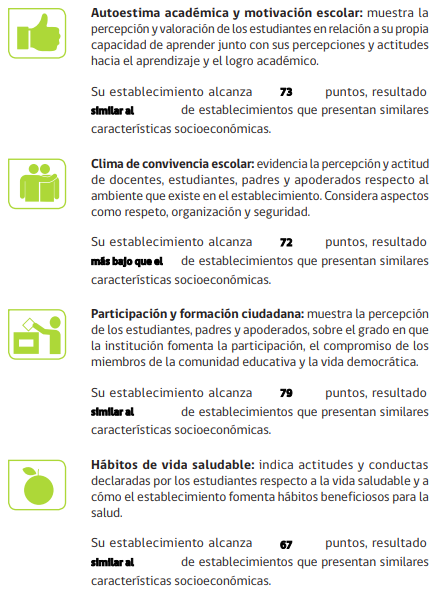 Autoestima académica y motivación escolar: muestra la
percepción y valoración de los estudiantes en relación a su propia
capacidad de aprender junto con sus percepciones y actitudes
hacia el aprendizaje y el logro académico.
Su establecimiento alcanza 73 puntos, resultado
similar al de establecimientos que presentan similares
características socioeconómicas.
Clima de convivencia escolar: evidencia la percepción y actitud
de docentes, estudiantes, padres y apoderados respecto al
ambiente que existe en el establecimiento. Considera aspectos
como respeto, organización y seguridad.
Su establecimiento alcanza 72 puntos, resultado
más bajo que el de establecimientos que presentan similares
características socioeconómicas.
Participación y formación ciudadana: muestra la percepción
de los estudiantes, padres y apoderados, sobre el grado en que
la institución fomenta la participación, el compromiso de los
miembros de la comunidad educativa y la vida democrática.
Su establecimiento alcanza 79 puntos, resultado
similar al de establecimientos que presentan similares
características socioeconómicas.
Hábitos de vida saludable: indica actitudes y conductas
declaradas por los estudiantes respecto a la vida saludable y a
cómo el establecimiento fomenta hábitos beneficiosos para la
salud.
Su establecimiento alcanza 67 puntos, resultado
similar al de establecimientos que presentan similares
características socioeconómicas.